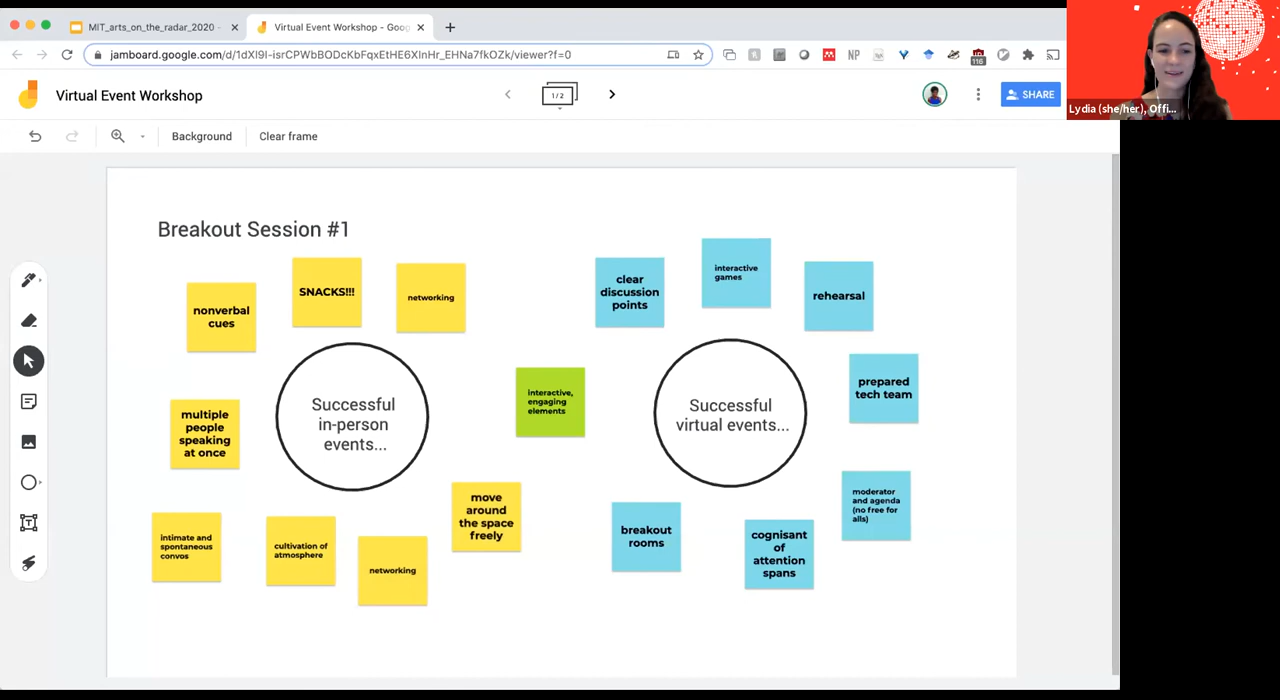 MIT_arts_on_the_radar_2020 -
Virtual Event Workshop - Goog
jamboard.google.com/d/1dXl9I-isrCPWbBODcKbFqxEtHE6XInHr_EHNa7fkOZk/viewer?f=0
NP
116
Virtual Event Workshop
1/2
SHARE
Lydia (she/her), Offi...
Background
Clear frame
Breakout Session #1
nonverbal
cues
SNACKS!!!
networking
multiple
people
speaking
at once
Successful
in-person
events...
intimate and
spontaneous
convos
cultivation of
atmosphere
networking
move
around
the space
freely
interactive,
engaging
elements
clear
discussion
points
interactive
games
rehearsal
Successful
virtual events...
prepared
tech team
moderator
and agenda
(no free for
alls)
breakout
rooms
cognisant
of
attention
spans